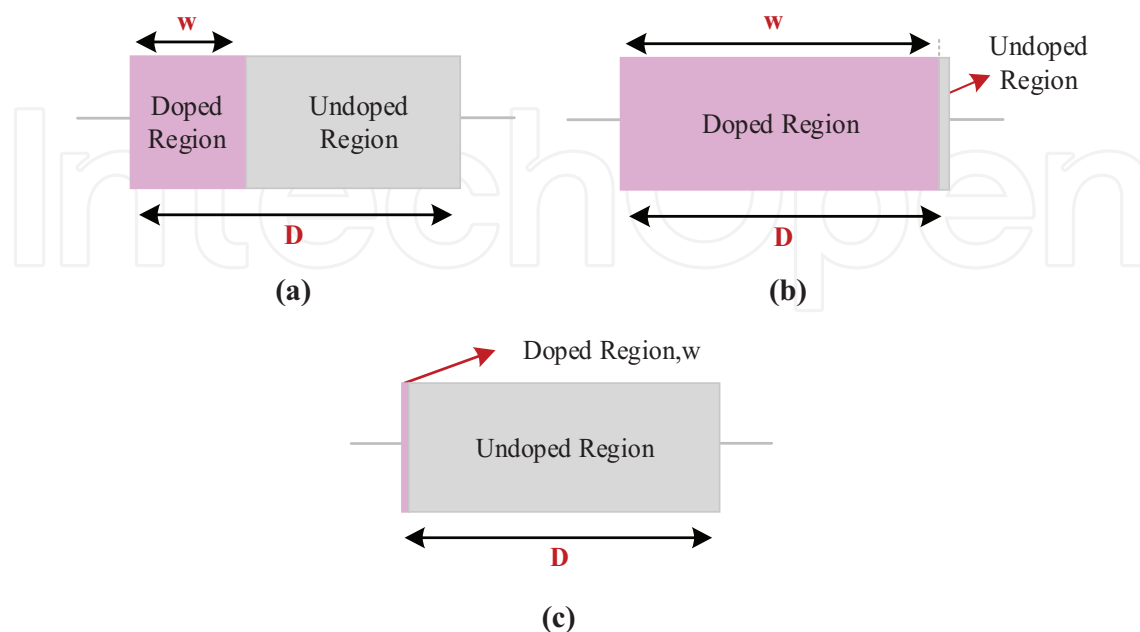 w
Doped
Region
Undoped
Region
D
(a)
w
Undoped
Region
Doped Region
D
(b)
Doped Region,w
Undoped Region
D
(c)
IntechOpen